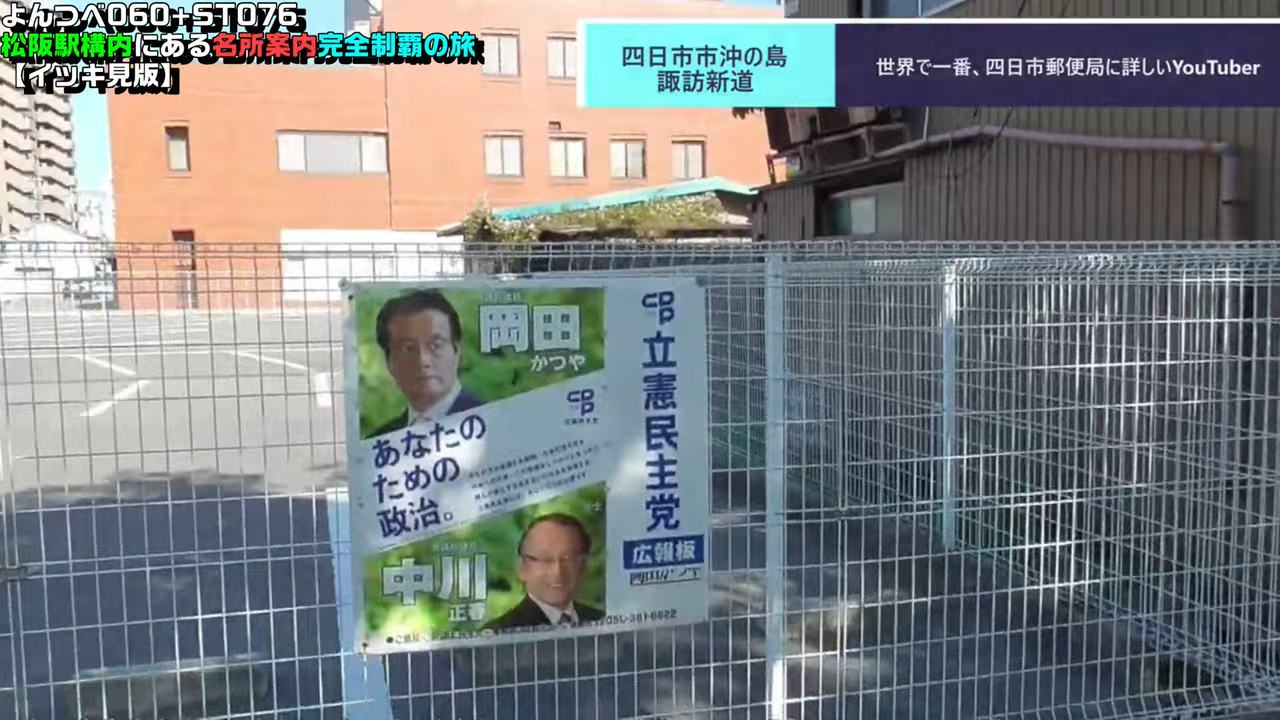 よんつべ060+ST076
松阪駅構内にある名所案内完全制覇の旅
【イツキ見版】
四日市市沖の島
諏訪新道
世界で一番、四日市郵便局に詳しいYouTuber
岡田
かつや
CDP
立憲民主党
広報板
CDP
あなたの
ための
政治。
中川
正春